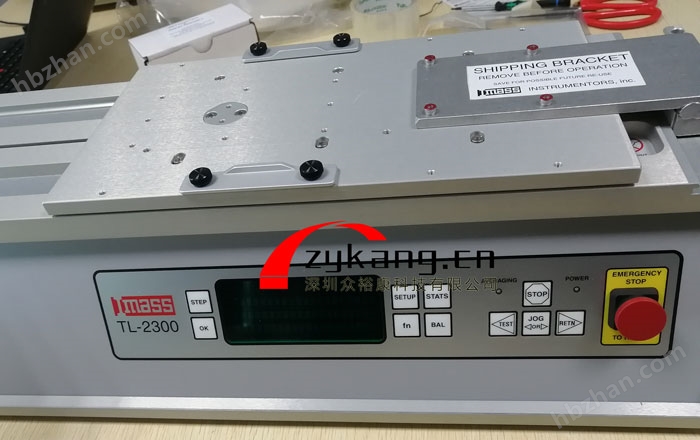 hbzhan.com
SHIPPING BRACKET
REMOVE BEFORE OPERATION
SAVE FOR POSSIBLE FUTURE RE-USE
IMASS INSTRUMENTORS, Inc.
zykang.cn
深圳众裕康科技有限公司
IMASS
TL-2300
STEP
OK
SETUP
STATS
fn
BAL
POWER
STOP
TEST
JOG
OR
RETN
EMERGENCY
STOP
hbzhan.com